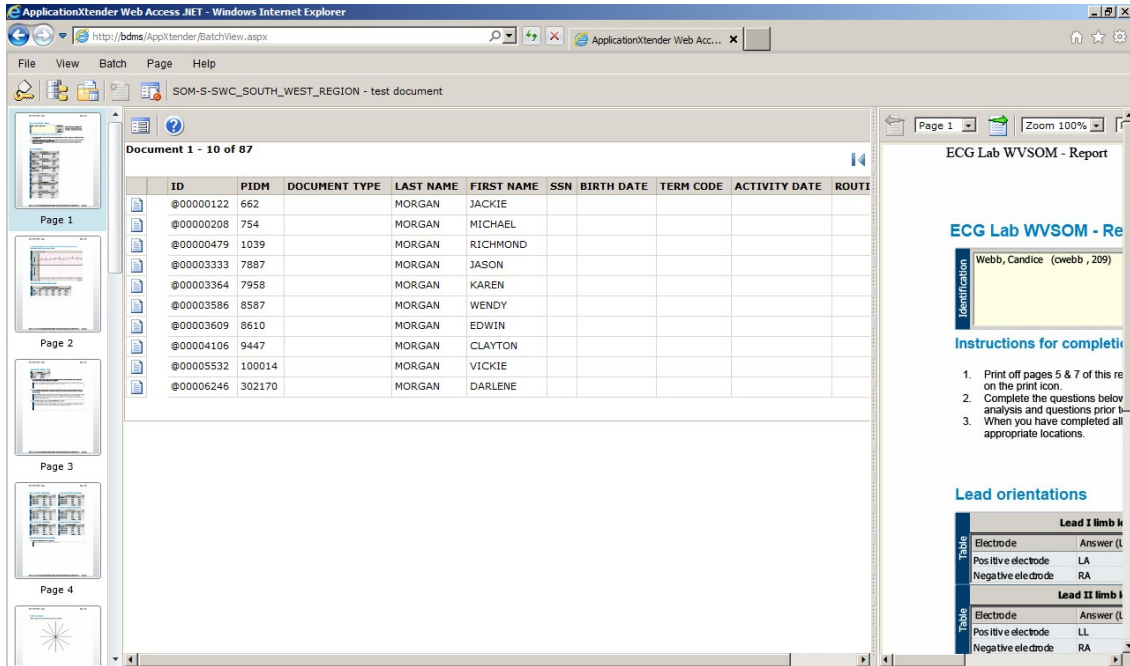 ApplicationXtender Web Access .NET - Windows Internet Explorer
http://bdms/AppXtender/BatchView.aspx
ApplicationXtender Web Acc...
File View Batch Page Help
SOM-S-SWC_SOUTH_WEST_REGION - test document
Page 1
Page 2
Page 3
Page 4
Document 1 - 10 of 87
ID PIDM DOCUMENT TYPE LAST NAME FIRST NAME SSN BIRTH DATE TERM CODE ACTIVITY DATE ROUTI
@00000122 662 MORGAN JACKIE
@00000208 754 MORGAN MICHAEL
@00000479 1039 MORGAN RICHMOND
@00003333 7887 MORGAN JASON
@00003364 7958 MORGAN KAREN
@00003586 8587 MORGAN WENDY
@00003609 8610 MORGAN EDWIN
@00004106 9447 MORGAN CLAYTON
@00005532 100014 MORGAN VICKIE
@00006246 302170 MORGAN DARLENE
Page 1 Zoom 100%
ECG Lab WVSOM - Report
ECG Lab WVSOM - Re
Identification
Webb, Candice (cwebb , 209)
Instructions for completi
1. Print off pages 5 & 7 of this re
on the print icon.
2. Complete the questions below
analysis and questions prior t
3. When you have completed all
appropriate locations.
Lead orientations
Table
Lead I limb l
Electrode Answer (L
Positive electrode LA
Negative electrode RA
Table
Lead II limb l
Electrode Answer (L
Positive electrode LL
Negative electrode RA